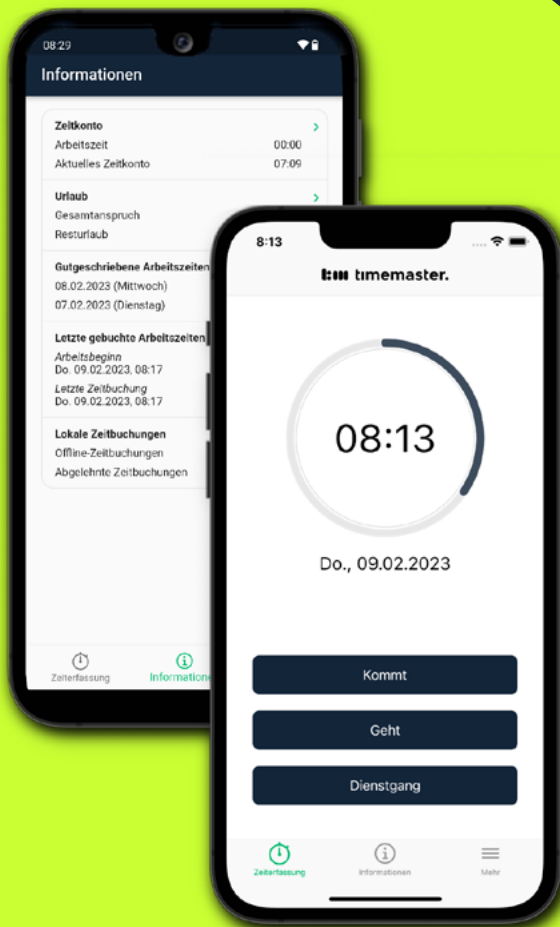 08:29
Informationen
Zeitkonto
Arbeitszeit 00:00
Aktuelles Zeitkonto 07:09
Urlaub
Gesamtanspruch
Resturlaub
Gutgeschriebene Arbeitszeiten
08.02.2023 (Mittwoch)
07.02.2023 (Dienstag)
Letzte gebuchte Arbeitszeiten
Arbeitsbeginn
Do. 09.02.2023, 08:17
Letzte Zeitbuchung
Do. 09.02.2023, 08:17
Lokale Zeitbuchungen
Offline-Zeitbuchungen
Abgelehnte Zeitbuchungen
Zeiterfassung Informatione
8:13
timemaster.
08:13
Do., 09.02.2023
Kommt
Geht
Dienstgang
Zeiterfassung Informationen Mehr